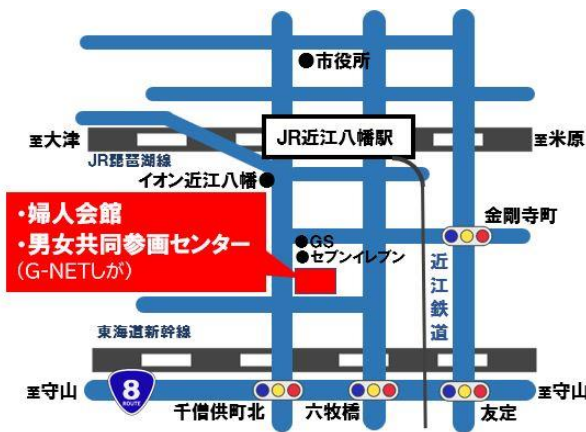 ●市役所
JR近江八幡駅
至大津
至米原
JR琵琶湖線
イオン近江八幡●
・婦人会館
・男女共同参画センター
(G-NETしが)
●GS
●セブンイレブン
金剛寺町
近江鉄道
東海道新幹線
至守山
8
ROUTE
千僧供町北
六牧橋
友定
至守山